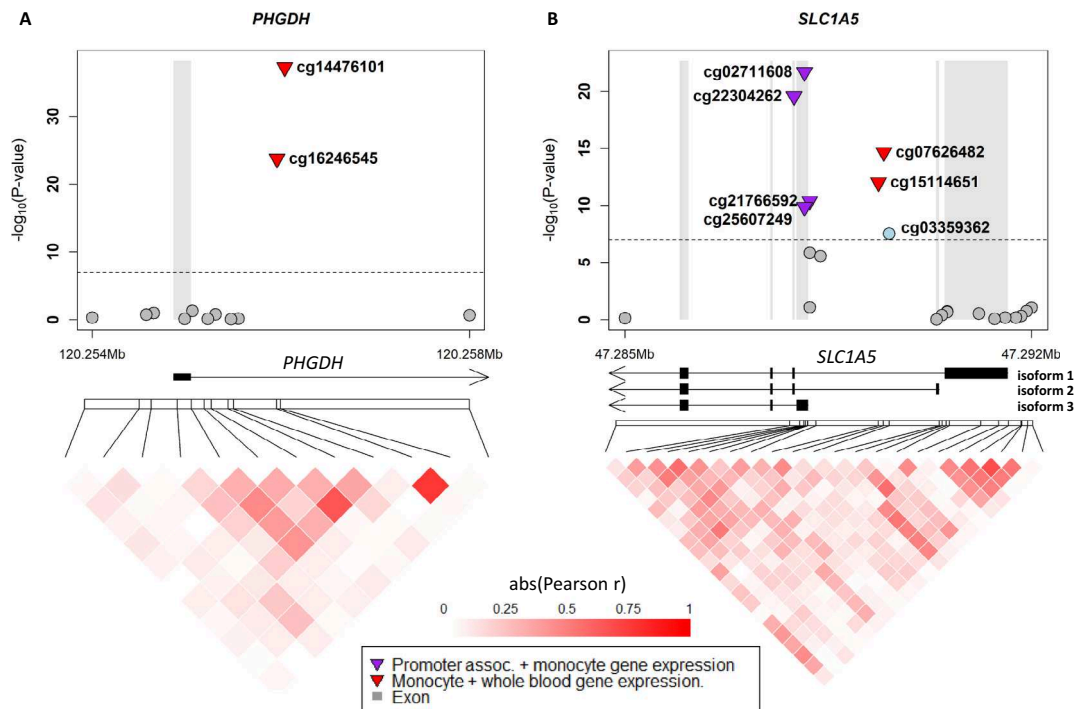 A
PHGDH
-log10(P-value)
30
20
10
0
cg14476101
cg16246545
120.254Mb
120.258Mb
PHGDH
B
SLC1A5
-log10(P-value)
20
15
10
5
0
cg02711608
cg22304262
cg07626482
cg15114651
cg21766592
cg25607249
cg03359362
47.285Mb
47.292Mb
SLC1A5
isoform 1
isoform 2
isoform 3
abs(Pearson r)
0 0.25 0.5 0.75 1
Promoter assoc. + monocyte gene expression
Monocyte + whole blood gene expression.
Exon